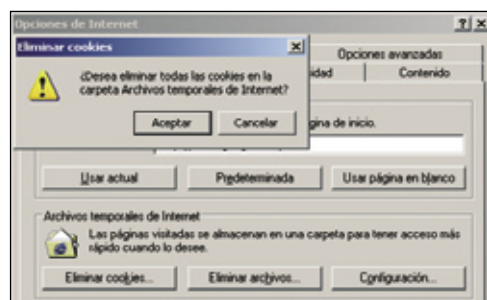 Opciones de Internet
Eliminar cookies
¿Desea eliminar todas las cookies en la
carpeta Archivos temporales de Internet?
Aceptar Cancelar
Opciones avanzadas
idad Contenido
gina de inicio.
Usar actual Predeterminada Usar página en blanco
Archivos temporales de Internet
Las páginas visitadas se almacenan en una carpeta para tener acceso más
rápido cuando lo desee.
Eliminar cookies... Eliminar archivos... Configuración...